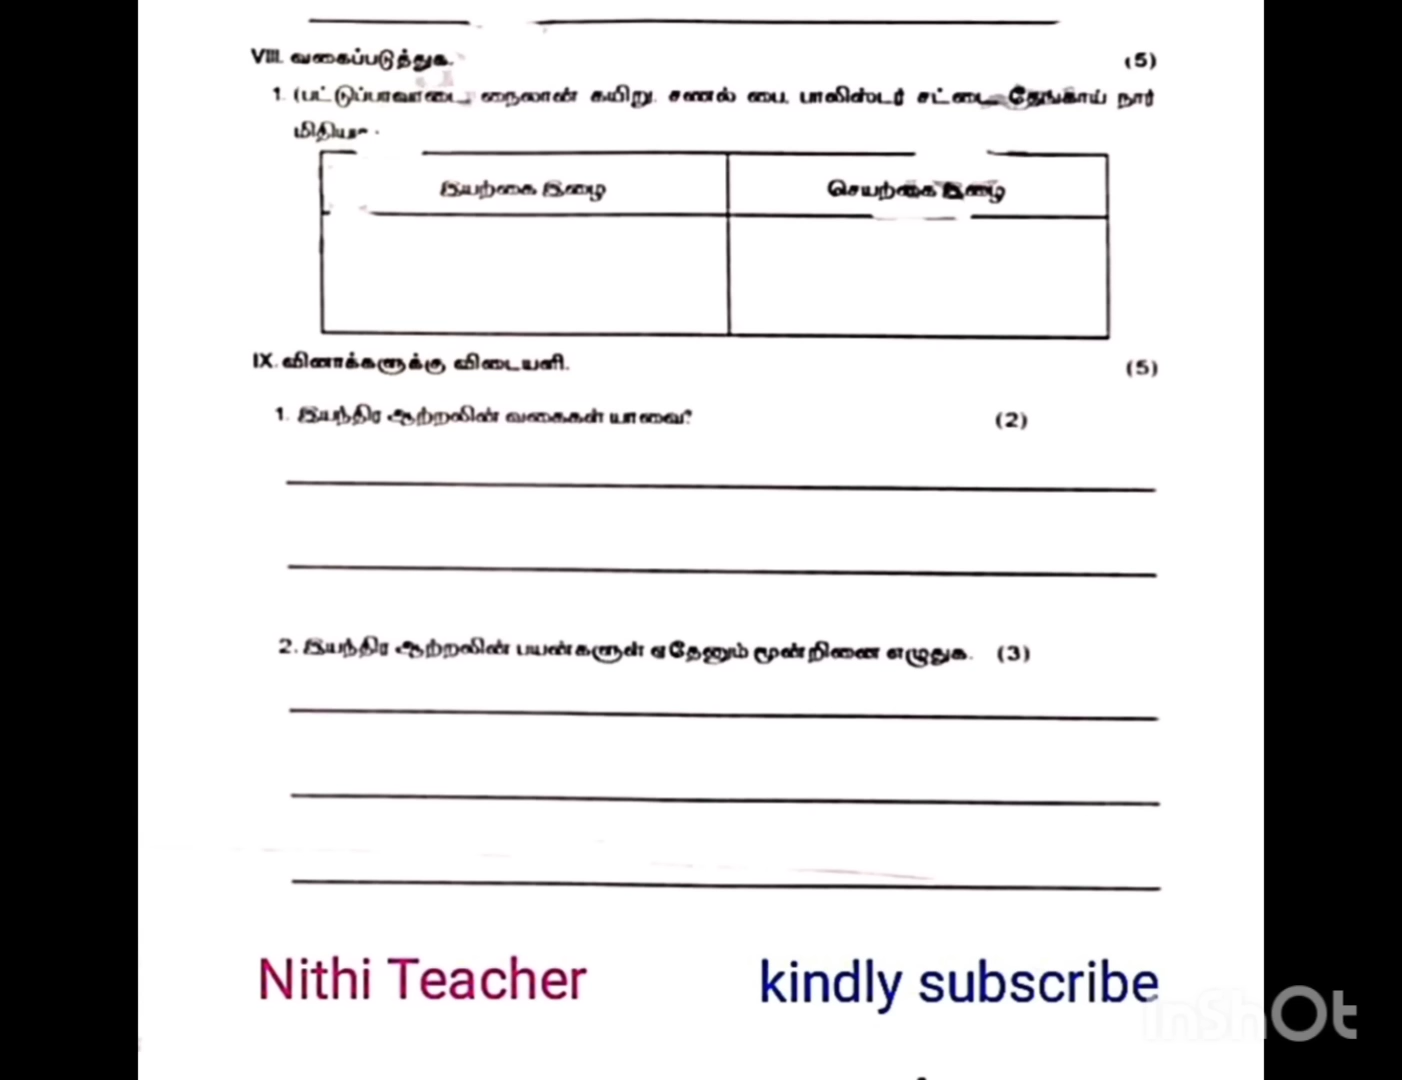 VIII. வகைப்படுத்துக. (5)
1. (பட்டுப்பாவாடை, நைலான் கயிறு, சணல் பை, பாலிஸ்டர் சட்டை, தேங்காய் நார்
மிதியடி
இயற்கை இழை செயற்கை இழை
IX. வினாக்களுக்கு விடையளி. (5)
1. இயந்திர ஆற்றலின் வகைகள் யாவை? (2)
2. இயந்திர ஆற்றலின் பயன்களுள் ஏதேனும் மூன்றினை எழுதுக. (3)
Nithi Teacher kindly subscribe
InShOt